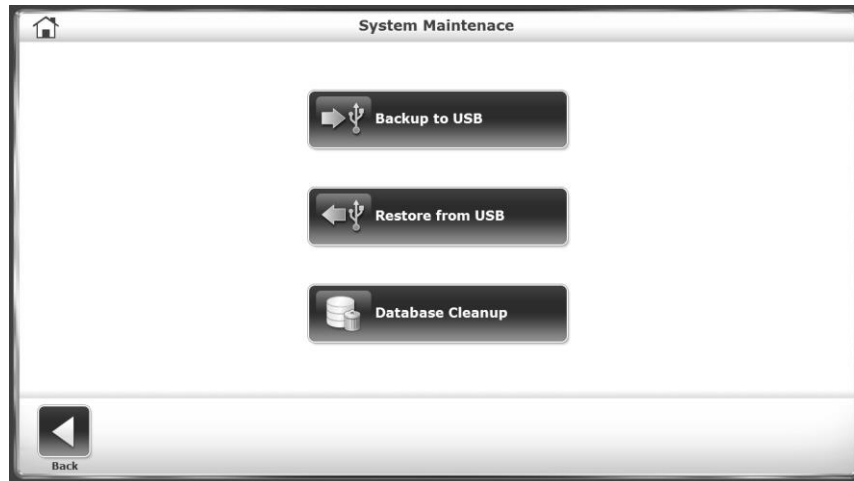 System Maintenace
Backup to USB
Restore from USB
Database Cleanup
Back